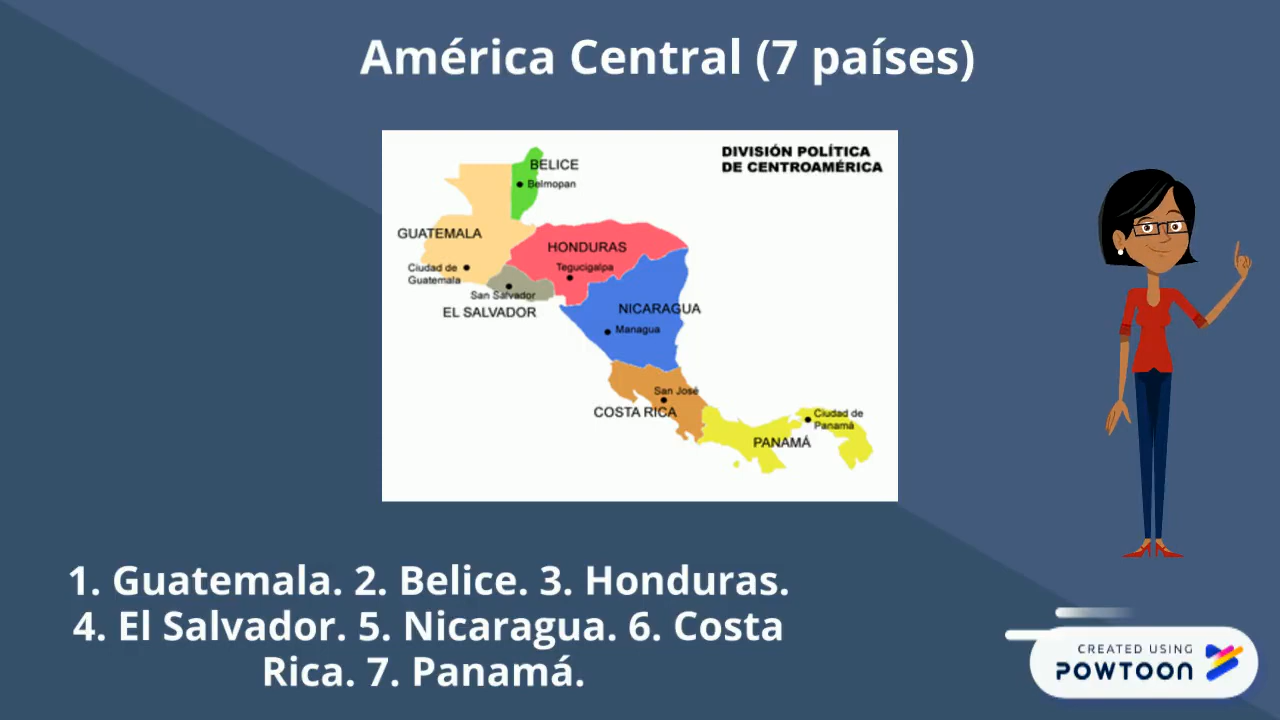 América Central (7 países)
DIVISIÓN POLÍTICA
DE CENTROAMÉRICA
BELICE
Belmopan
GUATEMALA
Ciudad de
Guatemala
HONDURAS
Tegucigalpa
San Salvador
EL SALVADOR
NICARAGUA
Managua
San José
COSTA RICA
Ciudad de
Panamá
PANAMÁ
1. Guatemala. 2. Belice. 3. Honduras.
4. El Salvador. 5. Nicaragua. 6. Costa
Rica. 7. Panamá.
CREATED USING
POWTOON